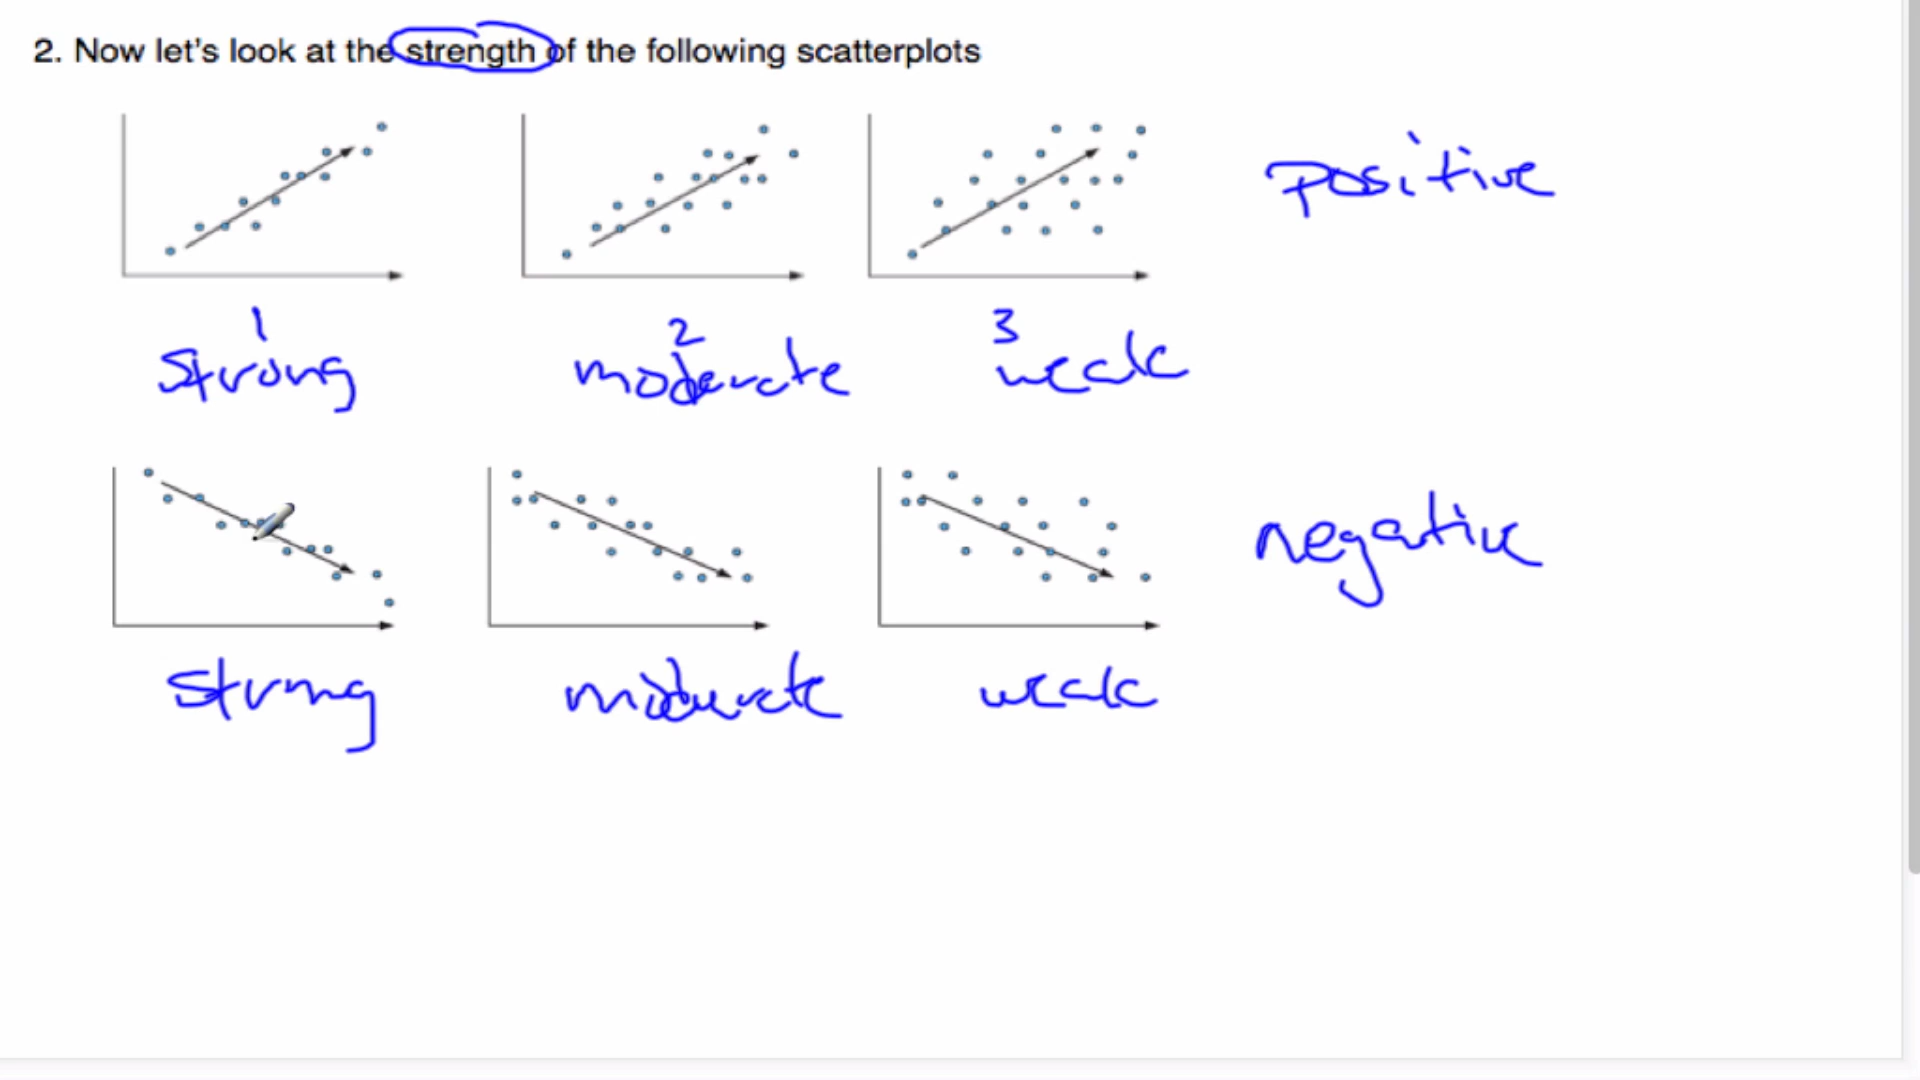 2. Now let's look at the strength of the following scatterplots
positive
1 2 3
strong moderate weak
negative
strong moderate weak